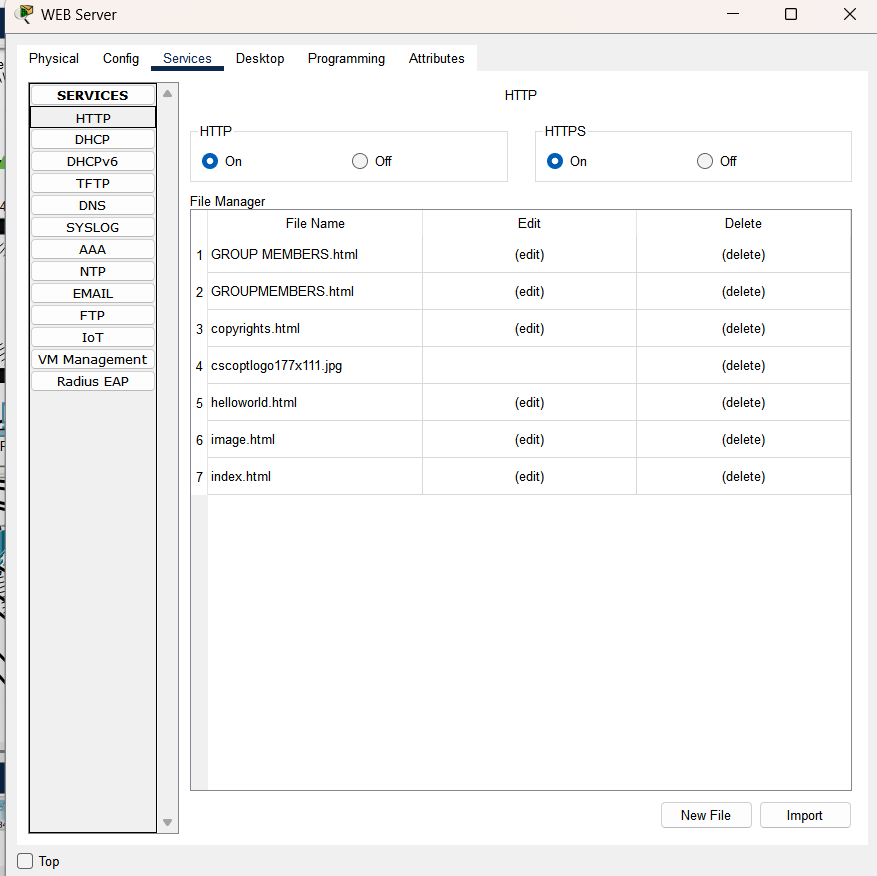 WEB Server
Physical Config Services Desktop Programming Attributes
SERVICES
HTTP
DHCP
DHCPv6
TFTP
DNS
SYSLOG
AAA
NTP
EMAIL
FTP
IoT
VM Management
Radius EAP
HTTP
HTTP
On Off
HTTPS
On Off
File Manager
File Name Edit Delete
1 GROUP MEMBERS.html (edit) (delete)
2 GROUPMEMBERS.html (edit) (delete)
3 copyrights.html (edit) (delete)
4 cscoptlogo177x111.jpg (delete)
5 helloworld.html (edit) (delete)
6 image.html (edit) (delete)
7 index.html (edit) (delete)
New File Import
Top